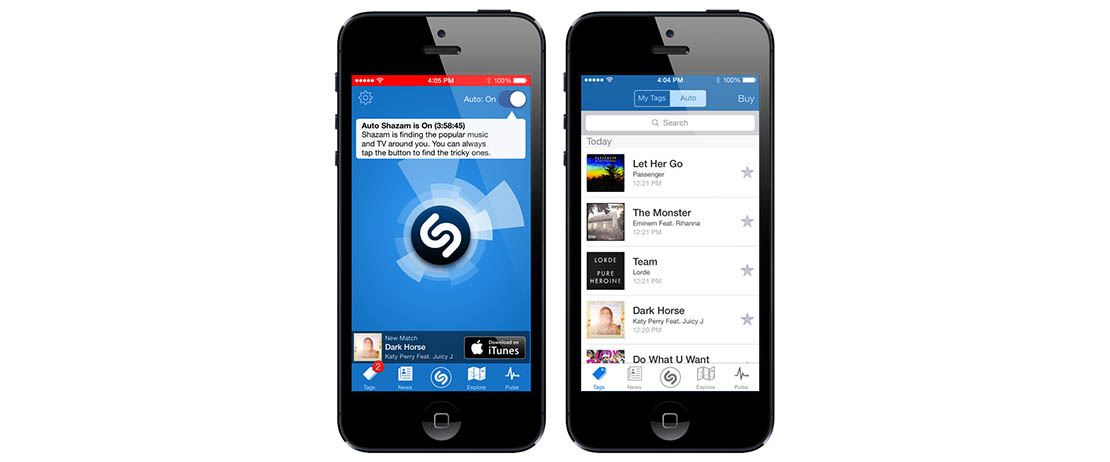 4:05 PM 100%
Auto: On
Auto Shazam is On (3:58:45)
Shazam is finding the popular music
and TV around you. You can always
tap the button to find the tricky ones.
New Match
Dark Horse
Katy Perry Feat. Juicy J
Download on
iTunes
2
Tags News Explore Pulse
4:04 PM 100%
My Tags Auto Buy
Search
Today
PASSENGER
Let Her Go
Passenger
12:21 PM
The Monster
Eminem Feat. Rihanna
12:21 PM
LORDE
PURE
HEROINE
Team
Lorde
12:21 PM
Dark Horse
Katy Perry Feat. Juicy J
12:20 PM
Do What U Want
Tags News Explore Pulse